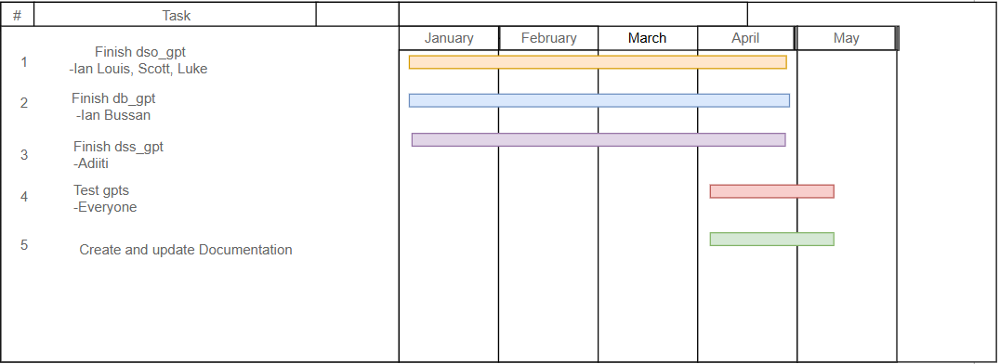 # Task
January February March April May
1 Finish dso_gpt
-Ian Louis, Scott, Luke
2 Finish db_gpt
-Ian Bussan
3 Finish dss_gpt
-Adiiti
4 Test gpts
-Everyone
5 Create and update Documentation